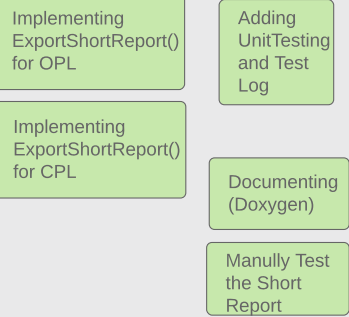 Implementing
ExportShortReport()
for OPL
Adding
UnitTesting
and Test
Log
Implementing
ExportShortReport()
for CPL
Documenting
(Doxygen)
Manully Test
the Short
Report